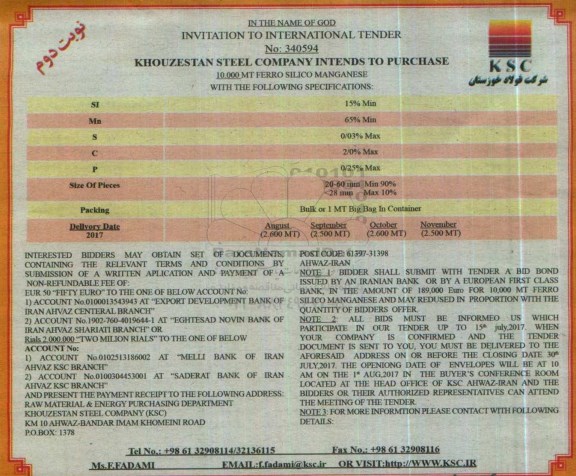 نوبت دوم
IN THE NAME OF GOD
INVITATION TO INTERNATIONAL TENDER
No: 340594
KHOUZESTAN STEEL COMPANY INTENDS TO PURCHASE
10.000 MT FERRO SILICO MANGANESE
WITH THE FOLLOWING SPECIFICATIONS:
KSC
شرکت فولاد خوزستان
SI 15% Min
Mn 65% Min
S 0/03% Max
C 2/0% Max
P 0/25% Max
Size Of Pieces 20-60 mm Min 90%
<20 mm Max 10%
Packing Bulk or 1 MT Big Bag In Container
Delivery Date August September October November
2017 (2.600 MT) (2.500 MT) (2.600 MT) (2.500 MT)
INTERESTED BIDDERS MAY OBTAIN SET OF DOCUMENTS,
CONTAINING THE RELEVANT TERMS AND CONDITIONS BY
SUBMISSION OF A WRITTEN APLICATION AND PAYMENT OF A
NON-REFUNDABLE FEE OF:
EUR 50 "FIFTY EURO" TO THE ONE OF BELOW ACCOUNT No:
1) ACCOUNT No.0100013543943 AT "EXPORT DEVELOPMENT BANK OF
IRAN AHVAZ CENTERAL BRANCH"
2) ACCOUNT No.1902-760-4019644-1 AT "EGHTESAD NOVIN BANK OF
IRAN AHVAZ SHARIATI BRANCH" OR
Rials 2.000.000 "TWO MILJON RIALS" TO THE ONE OF BELOW
ACCOUNT No:
1) ACCOUNT No.0102513186002 AT "MELLI BANK OF IRAN
AHVAZ KSC BRANCH"
2) ACCOUNT No.0100304453001 AT "SADERAT BANK OF IRAN
AHVAZ KSC BRANCH"
AND PRESENT THE PAYMENT RECEIPT TO THE FOLLOWING ADDRESS:
RAW MATERIAL & ENERGY PURCHASING DEPARTMENT
KHOUZESTAN STEEL COMPANY (KSC)
KM 10 AHWAZ-BANDAR IMAM KHOMEINI ROAD
P.O.BOX: 1378
POST CODE: 61397-31398
AHWAZ-IRAN
NOTE 1: BIDDER SHALL SUBMIT WITH TENDER A BID BOND
ISSUED BY AN IRANIAN BANK OR BY A EUROPEAN FIRST CLASS
BANK, IN THE AMOUNT OF 189,000 Euro FOR 10,000 MT FERRO
SILICO MANGANESE AND MAY REDUSED IN PROPORTION WITH THE
QUANTITY OF BIDDERS OFFER.
NOTE 2: ALL BIDS MUST BE INFORMEO US WHICH
PARTICIPATE IN OUR TENDER UP TO 15th july,2017. WHEN
YOUR COMPANY IS CONFIRMED AND THE TENDER
DOCUMENT IS SENT TO YOU, YOU MUST BE DELIVERED TO THE
AFORESAID ADDRESS ON OR BEFORE THE CLOSING DATE 30th
JULY,2017. THE OPENIONG DATE OF ENVELOPES WILL BE AT 10
AM ON THE 1st AUG,2017 IN THE BUYER'S CONFERENCE ROOM
LOCATED AT THE HEAD OFFICE OF KSC AHWAZ-IRAN AND THE
BIDDERS OR THEIR AUTHORIZED REPRESENTATIVES CAN ATTEND
THE MEETING OF THE TENDER.
NOTE 3: FOR MORE INFORMTION PLEASE CONTACT WITH FOLLOWING
DETAILS:
Tel No.: +98 61 32908114/32136115 Fax No.: +98 61 32908116
Ms.F.FADAMI EMAIL:f.fadami@ksc.ir OR VISIT:http://WWW.KSC.IR